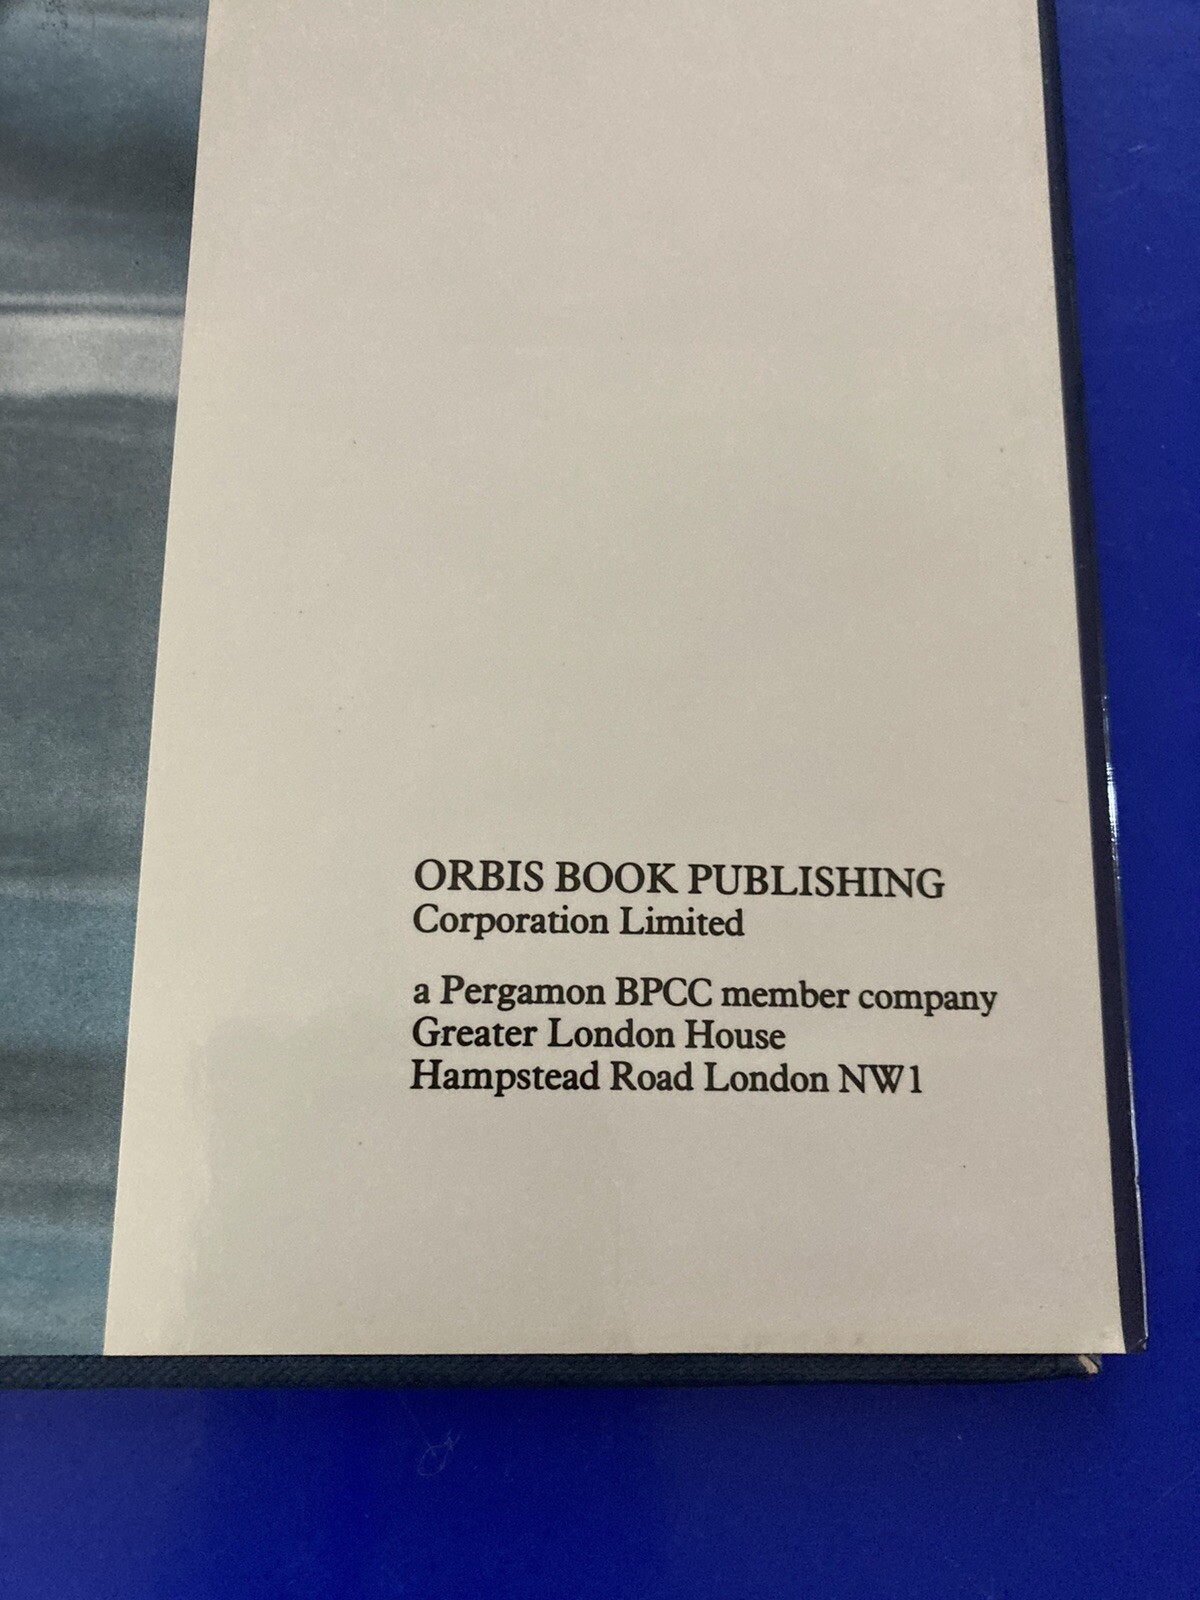 ORBIS BOOK PUBLISHING
Corporation Limited
a Pergamon BPCC member company
Greater London House
Hampstead Road London NW1